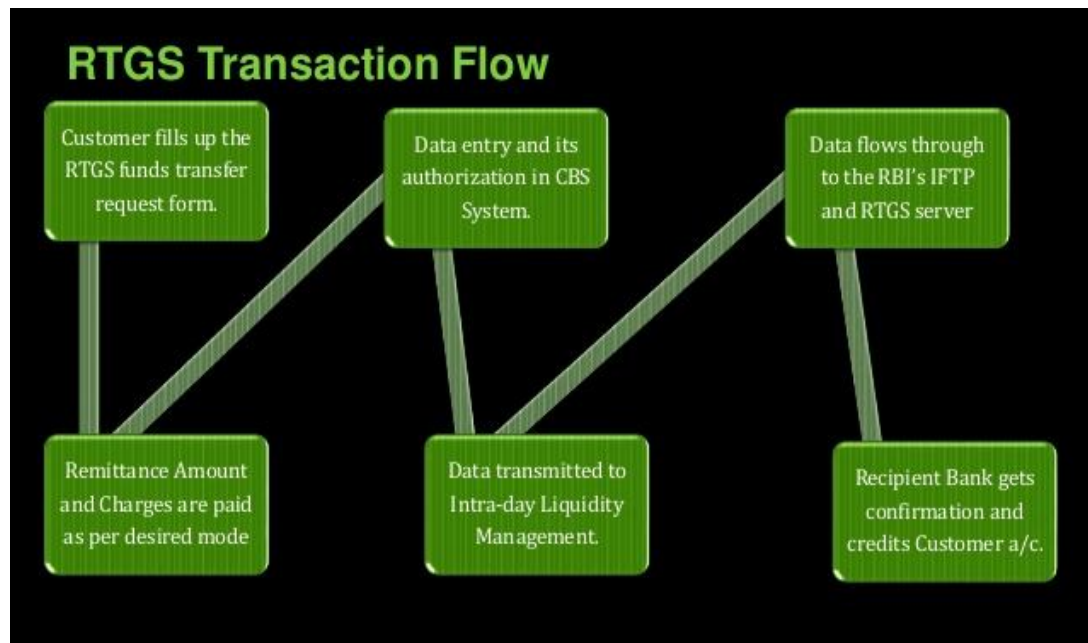 RTGS Transaction Flow
Customer fills up the
RTGS funds transfer
request form.
Remittance Amount
and Charges are paid
as per desired mode
Data entry and its
authorization in CBS
System.
Data transmitted to
Intra-day Liquidity
Management.
Data flows through
to the RBI's IFTP
and RTGS server
Recipient Bank gets
confirmation and
credits Customer a/c.